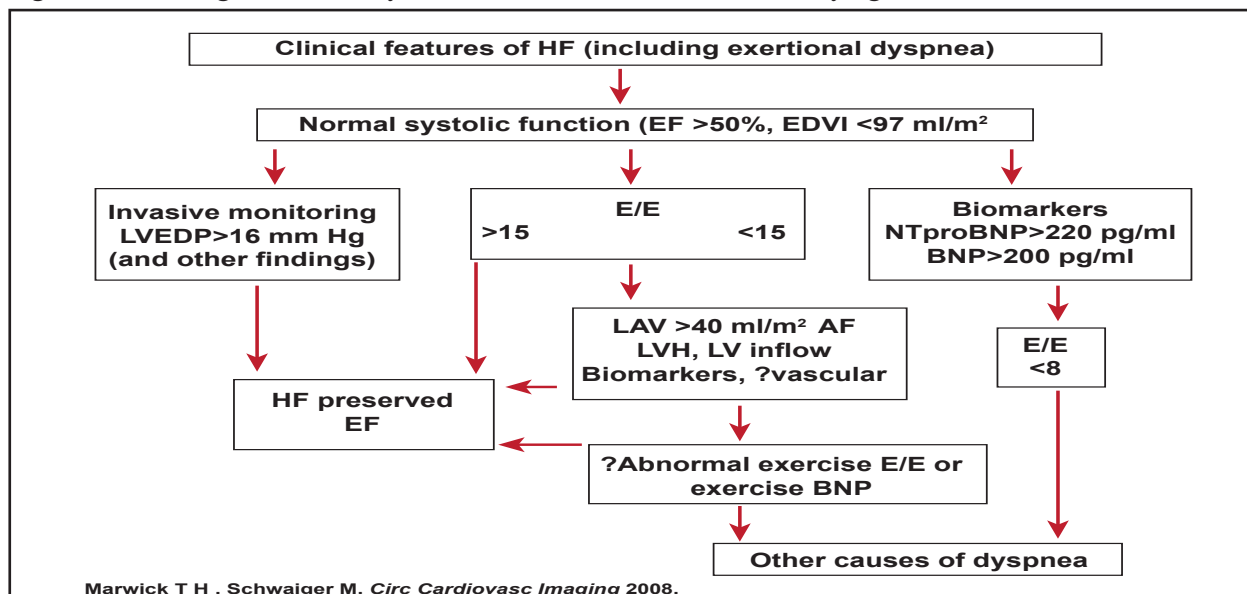 Clinical features of HF (including exertional dyspnea)
Normal systolic function (EF >50%, EDVI <97 ml/m²
Invasive monitoring
LVEDP>16 mm Hg
(and other findings)
E/E
>15 <15
Biomarkers
NTproBNP>220 pg/ml
BNP>200 pg/ml
LAV >40 ml/m² AF
LVH, LV inflow
Biomarkers, ?vascular
E/E
<8
HF preserved
EF
?Abnormal exercise E/E or
exercise BNP
Other causes of dyspnea
Marwick T H , Schwaiger M. Circ Cardiovasc Imaging 2008.